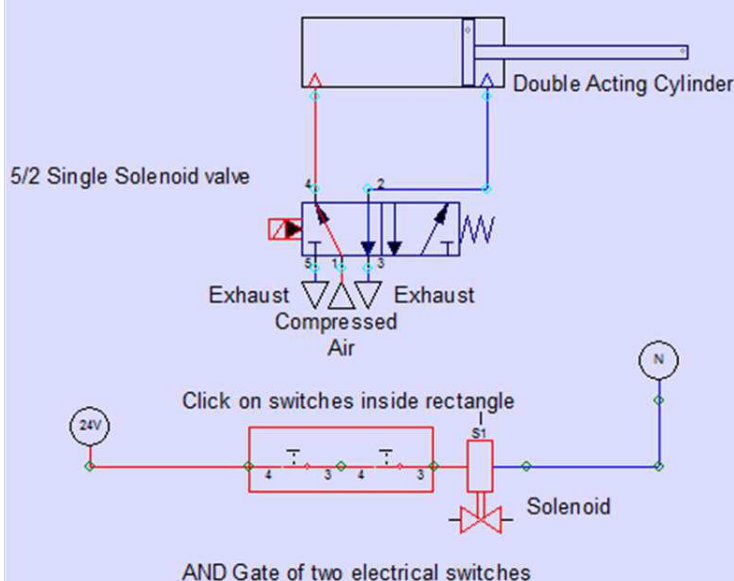 Double Acting Cylinder
5/2 Single Solenoid valve
4 2
5 1 3
Exhaust Exhaust
Compressed
Air
N
Click on switches inside rectangle
24V
S1
4 3 4 3
Solenoid
AND Gate of two electrical switches